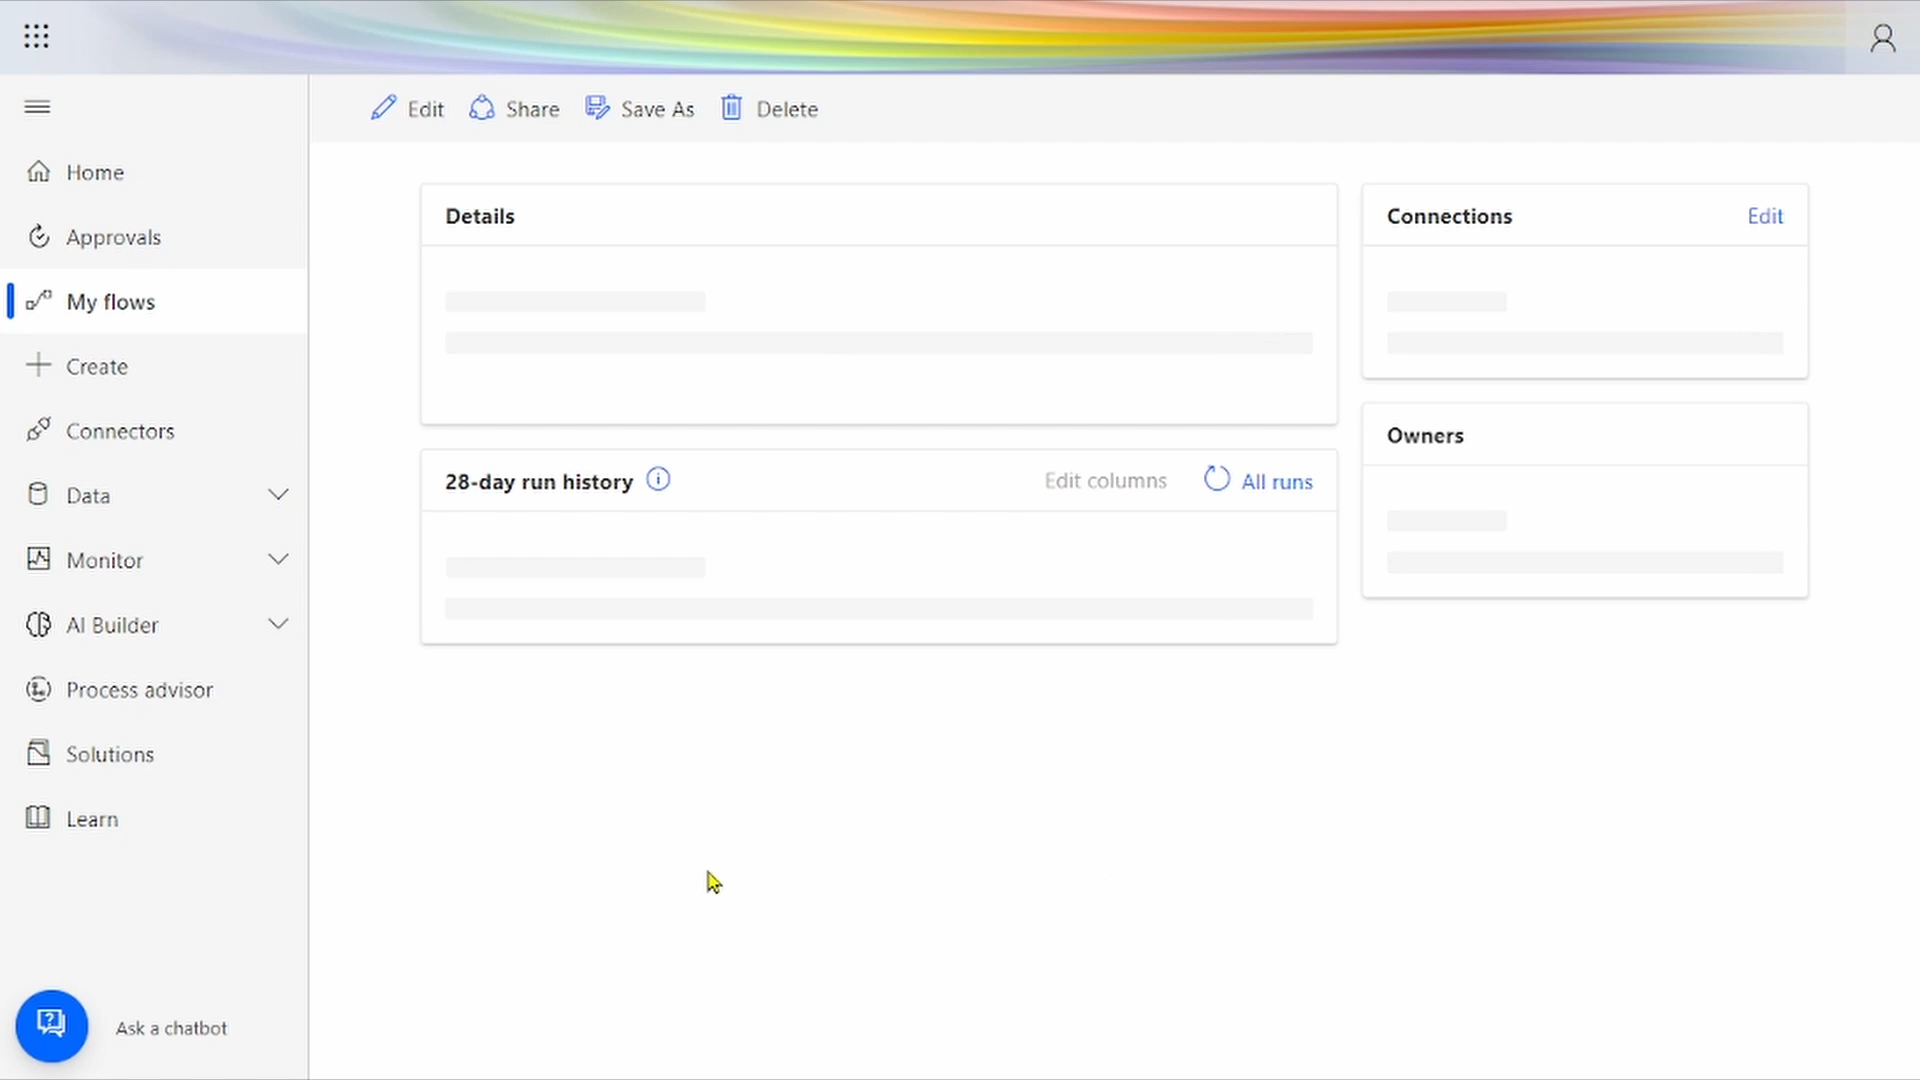 Edit Share Save As Delete
Home
Approvals
My flows
Create
Connectors
Data
Monitor
AI Builder
Process advisor
Solutions
Learn
Ask a chatbot
Details
28-day run history Edit columns All runs
Connections Edit
Owners